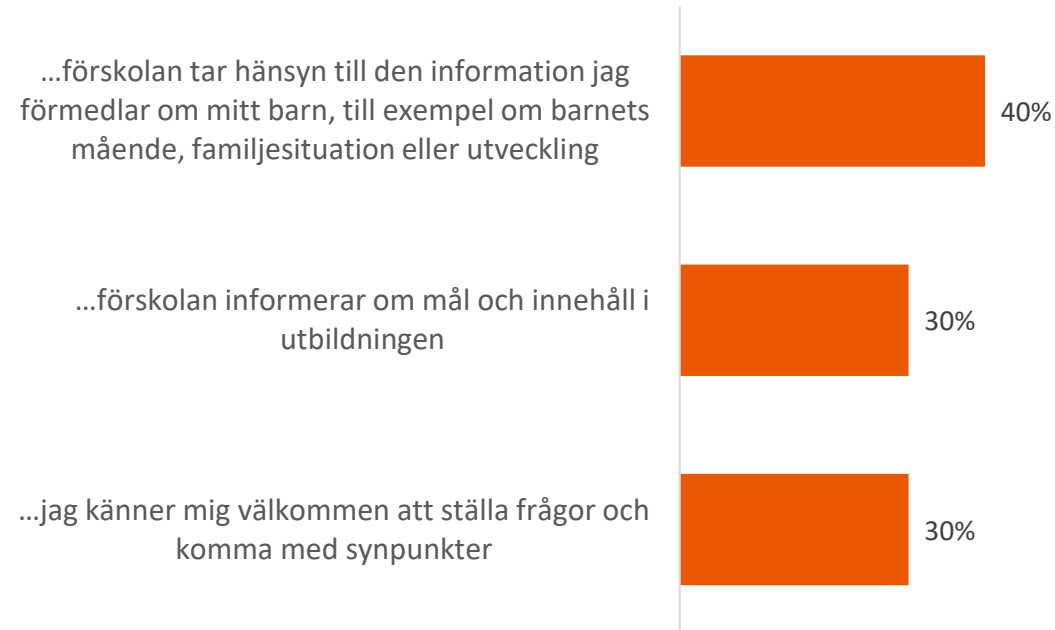 …förskolan tar hänsyn till den information jag
förmedlar om mitt barn, till exempel om barnets
mående, familjesituation eller utveckling
40%
…förskolan informerar om mål och innehåll i
utbildningen
30%
…jag känner mig välkommen att ställa frågor och
komma med synpunkter
30%